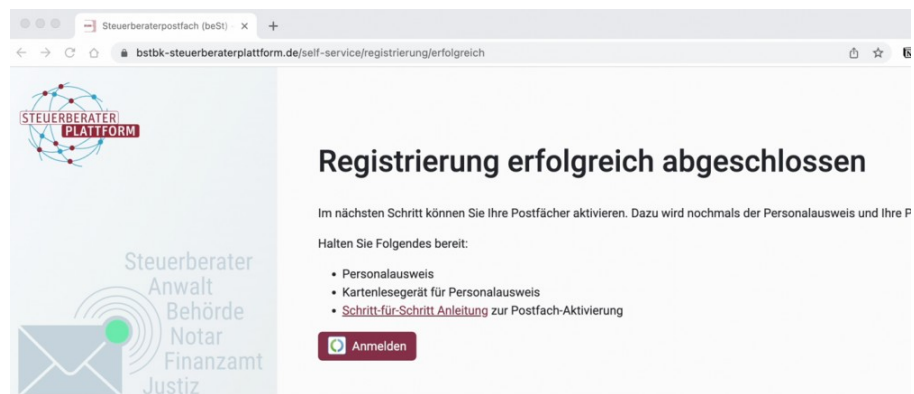 Steuerberaterpostfach (beSt) -
bstbk-steuerberaterplattform.de/self-service/registrierung/erfolgreich
STEUERBERATER
PLATTFORM
Registrierung erfolgreich abgeschlossen
Im nächsten Schritt können Sie Ihre Postfächer aktivieren. Dazu wird nochmals der Personalausweis und Ihre P
Halten Sie Folgendes bereit:
• Personalausweis
• Kartenlesegerät für Personalausweis
• Schritt-für-Schritt Anleitung zur Postfach-Aktivierung
Anmelden
Steuerberater
Anwalt
Behörde
Notar
Finanzamt
Justiz